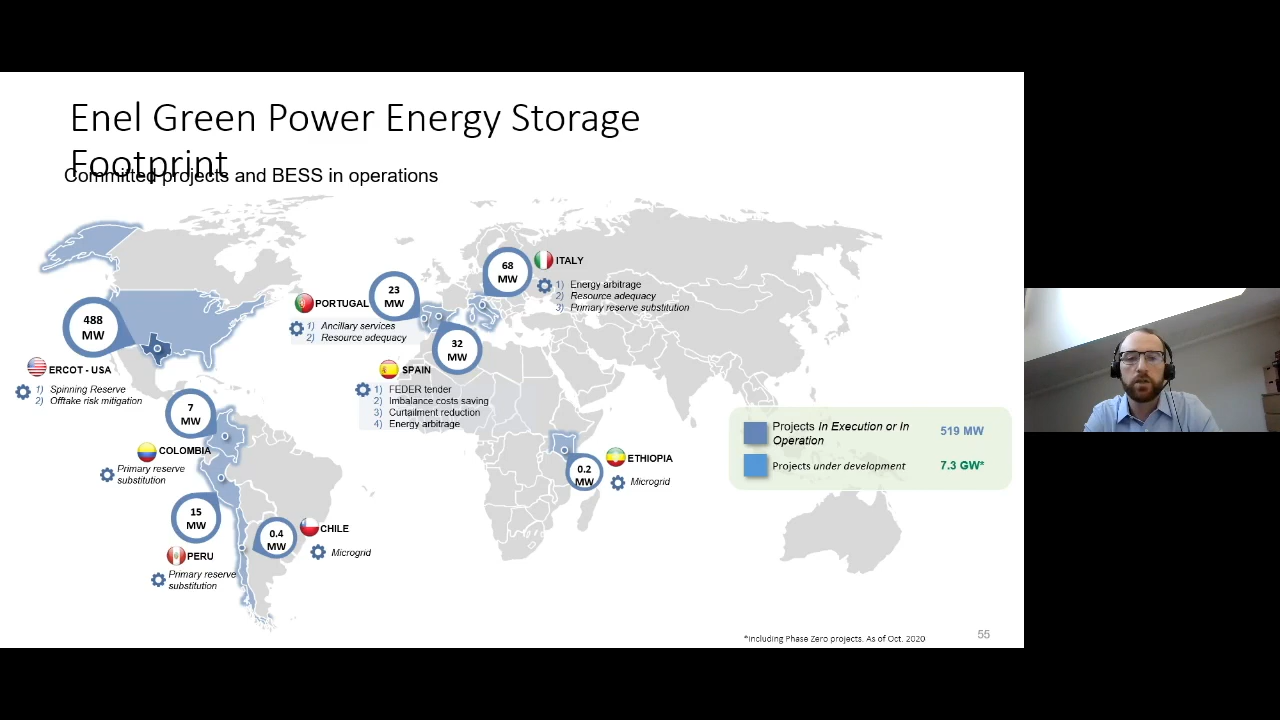 Enel Green Power Energy Storage
Footprint
Committed projects and BESS in operations
488
MW
ERCOT - USA
1) Spinning Reserve
2) Offtake risk mitigation
7
MW
COLOMBIA
Primary reserve
substitution
15
MW
PERU
Primary reserve
substitution
0.4
MW
CHILE
Microgrid
23
MW
PORTUGAL
1) Ancillary services
2) Resource adequacy
32
MW
SPAIN
1) FEDER tender
2) Imbalance costs saving
3) Curtailment reduction
4) Energy arbitrage
68
MW
ITALY
1) Energy arbitrage
2) Resource adequacy
3) Primary reserve substitution
0.2
MW
ETHIOPIA
Microgrid
Projects In Execution or In
Operation
519 MW
Projects under development
7.3 GW*
*Including Phase Zero projects. As of Oct. 2020
55